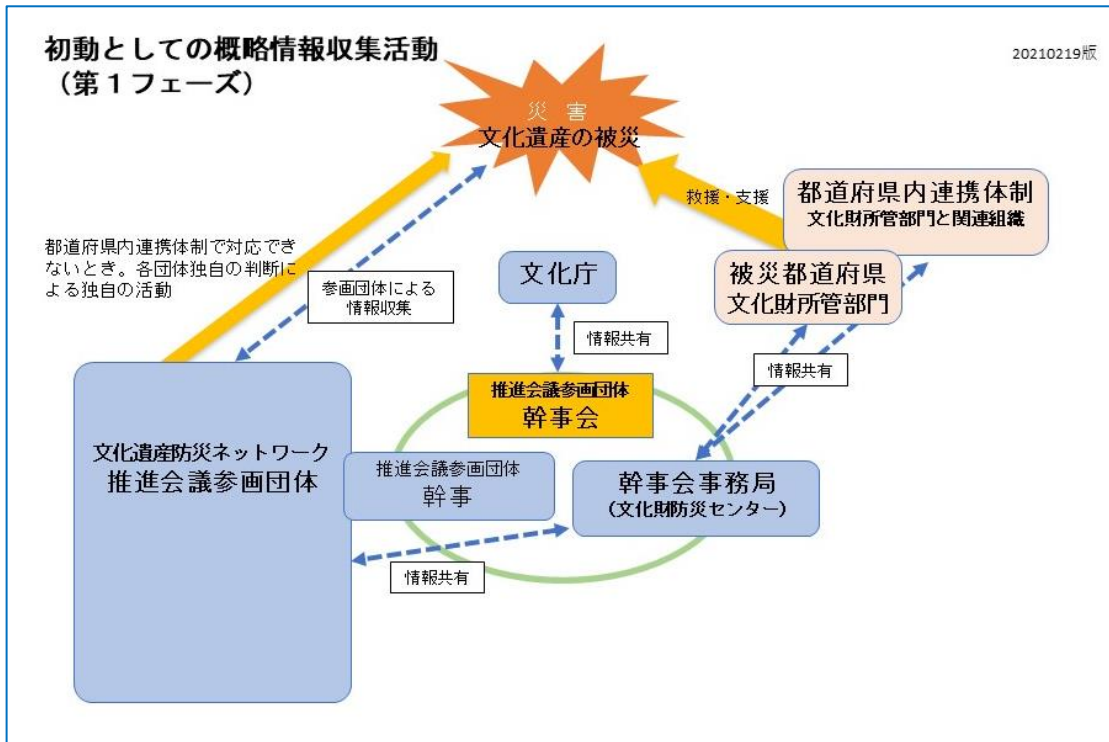 初動としての概略情報収集活動
（第１フェーズ）
20210219版
災　害
文化遺産の被災
救援・支援
都道府県内連携体制
文化財所管部門と関連組織
被災都道府県
文化財所管部門
都道府県内連携体制で対応でき
ないとき。各団体独自の判断に
よる独自の活動
参画団体による
情報収集
文化庁
情報共有
情報共有
推進会議参画団体
幹事会
文化遺産防災ネットワーク
推進会議参画団体
推進会議参画団体
幹事
幹事会事務局
（文化財防災センター）
情報共有